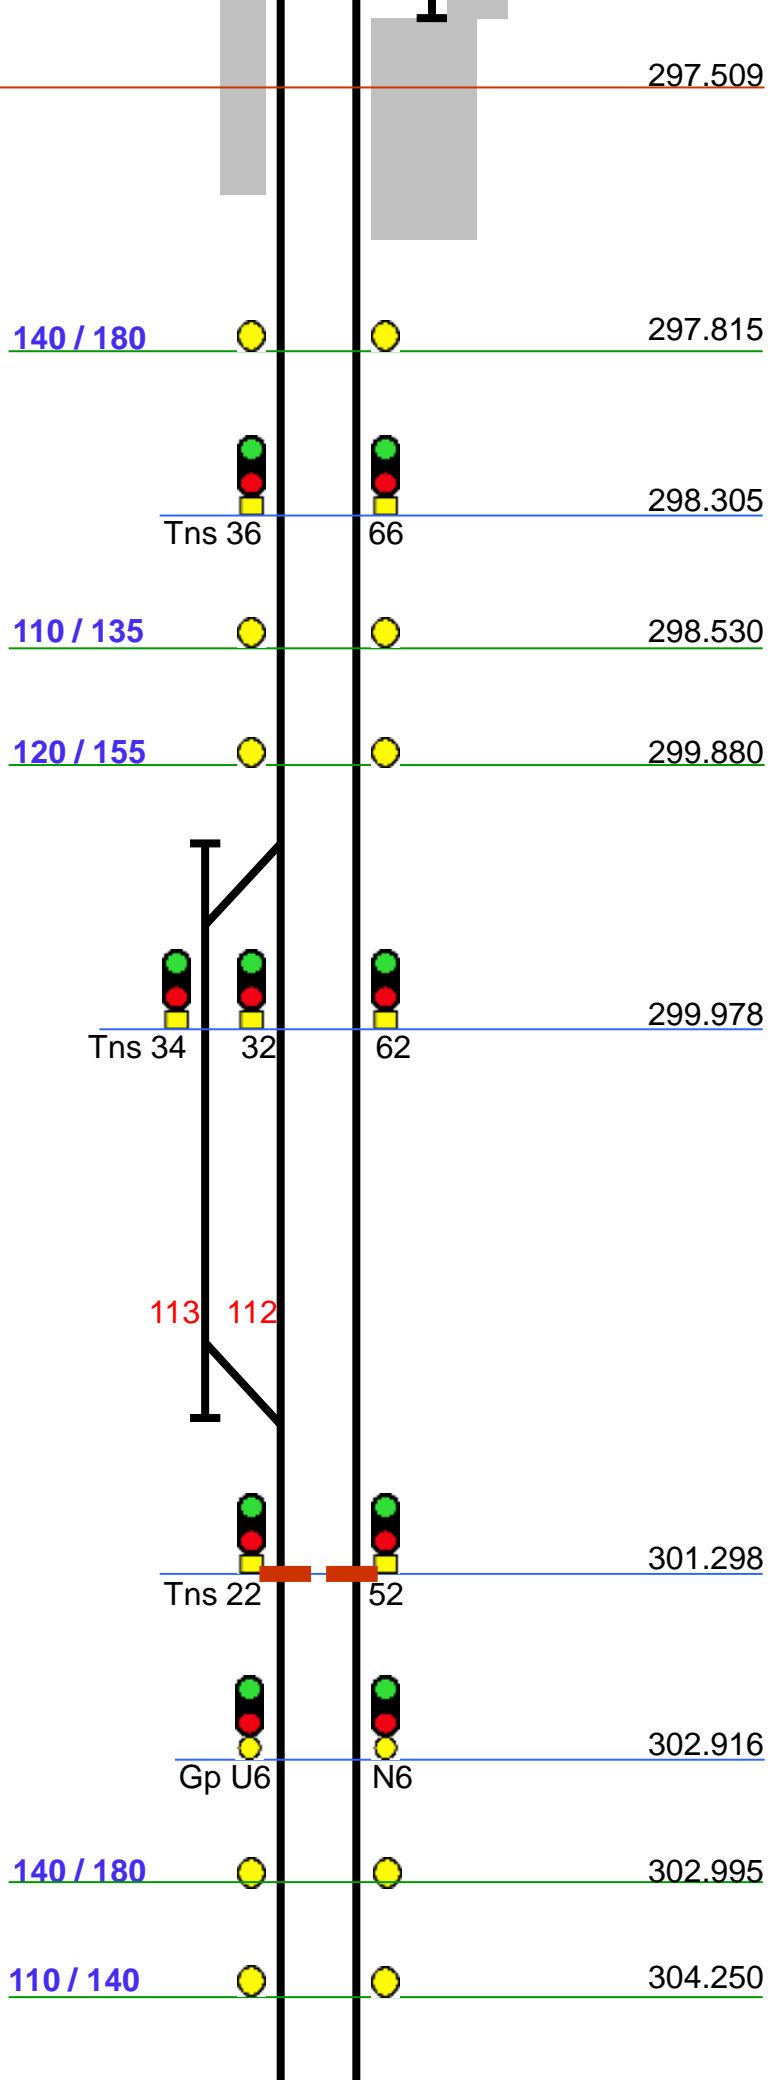 297.509
140 / 180 297.815
298.305
Tns 36 66
110 / 135 298.530
120 / 155 299.880
299.978
Tns 34 32 62
113 112
301.298
Tns 22 52
302.916
Gp U6 N6
140 / 180 302.995
110 / 140 304.250